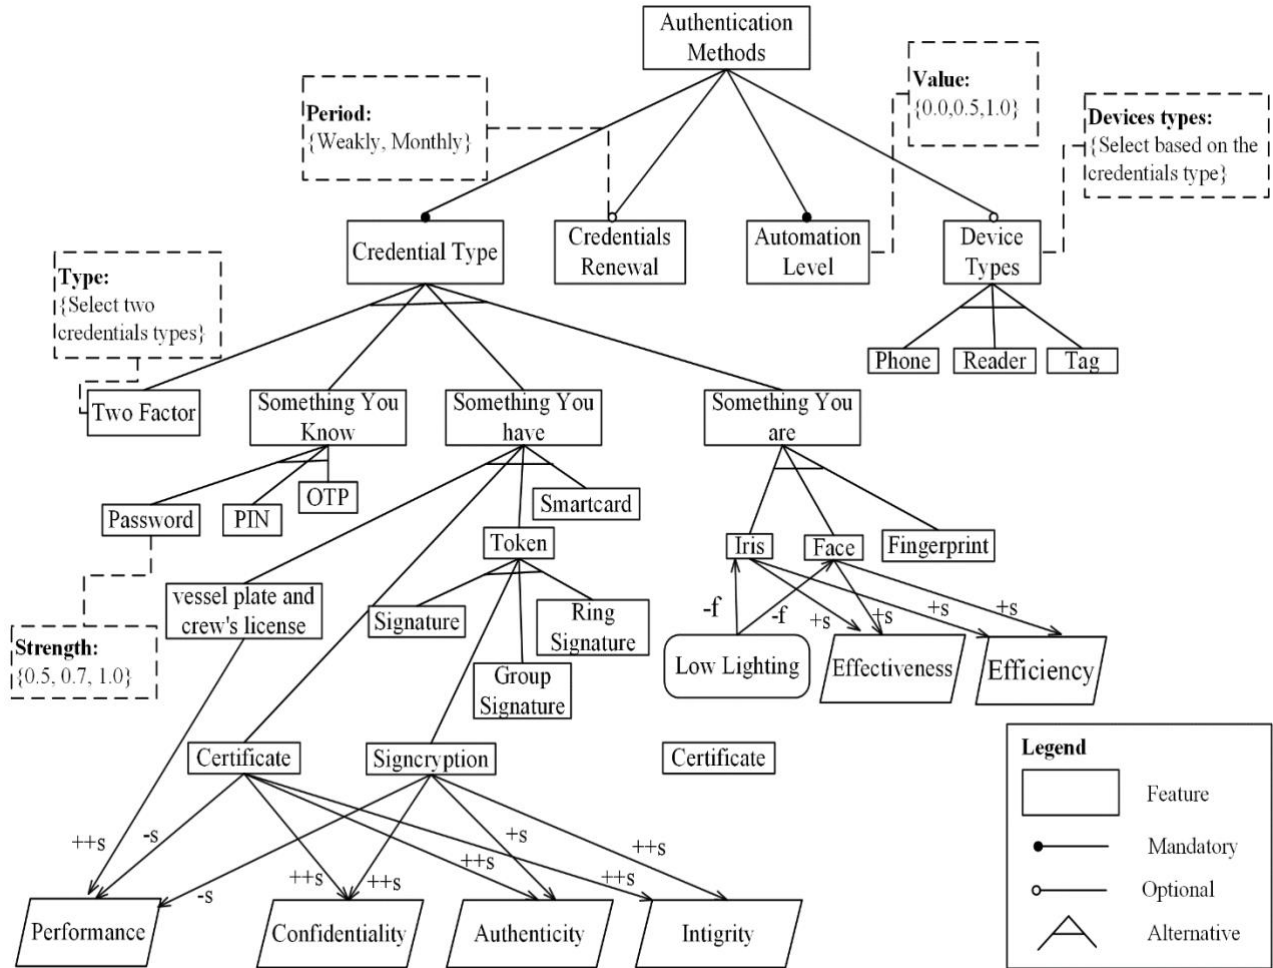 Authentication
Methods
Period:
{Weakly, Monthly}
Value:
{0.0,0.5,1.0}
Devices types:
{Select based on the
credentials type}
Credential Type
Credentials
Renewal
Automation
Level
Device
Types
Type:
{Select two
credentials types}
Phone
Reader
Tag
Two Factor
Something You
Know
Something You
have
Something You
are
Password
PIN
OTP
Smartcard
Token
Iris
Face
Fingerprint
vessel plate and
crew's license
Signature
Ring
Signature
Group
Signature
-f
-f
+s
+s
+s
+s
Low Lighting
Effectiveness
Efficiency
Strength:
{0.5, 0.7, 1.0}
Certificate
Signcryption
Certificate
++s
-s
-s
++s
++s
++s
+s
++s
++s
Performance
Confidentiality
Authenticity
Intigrity
Legend
Feature
Mandatory
Optional
Alternative